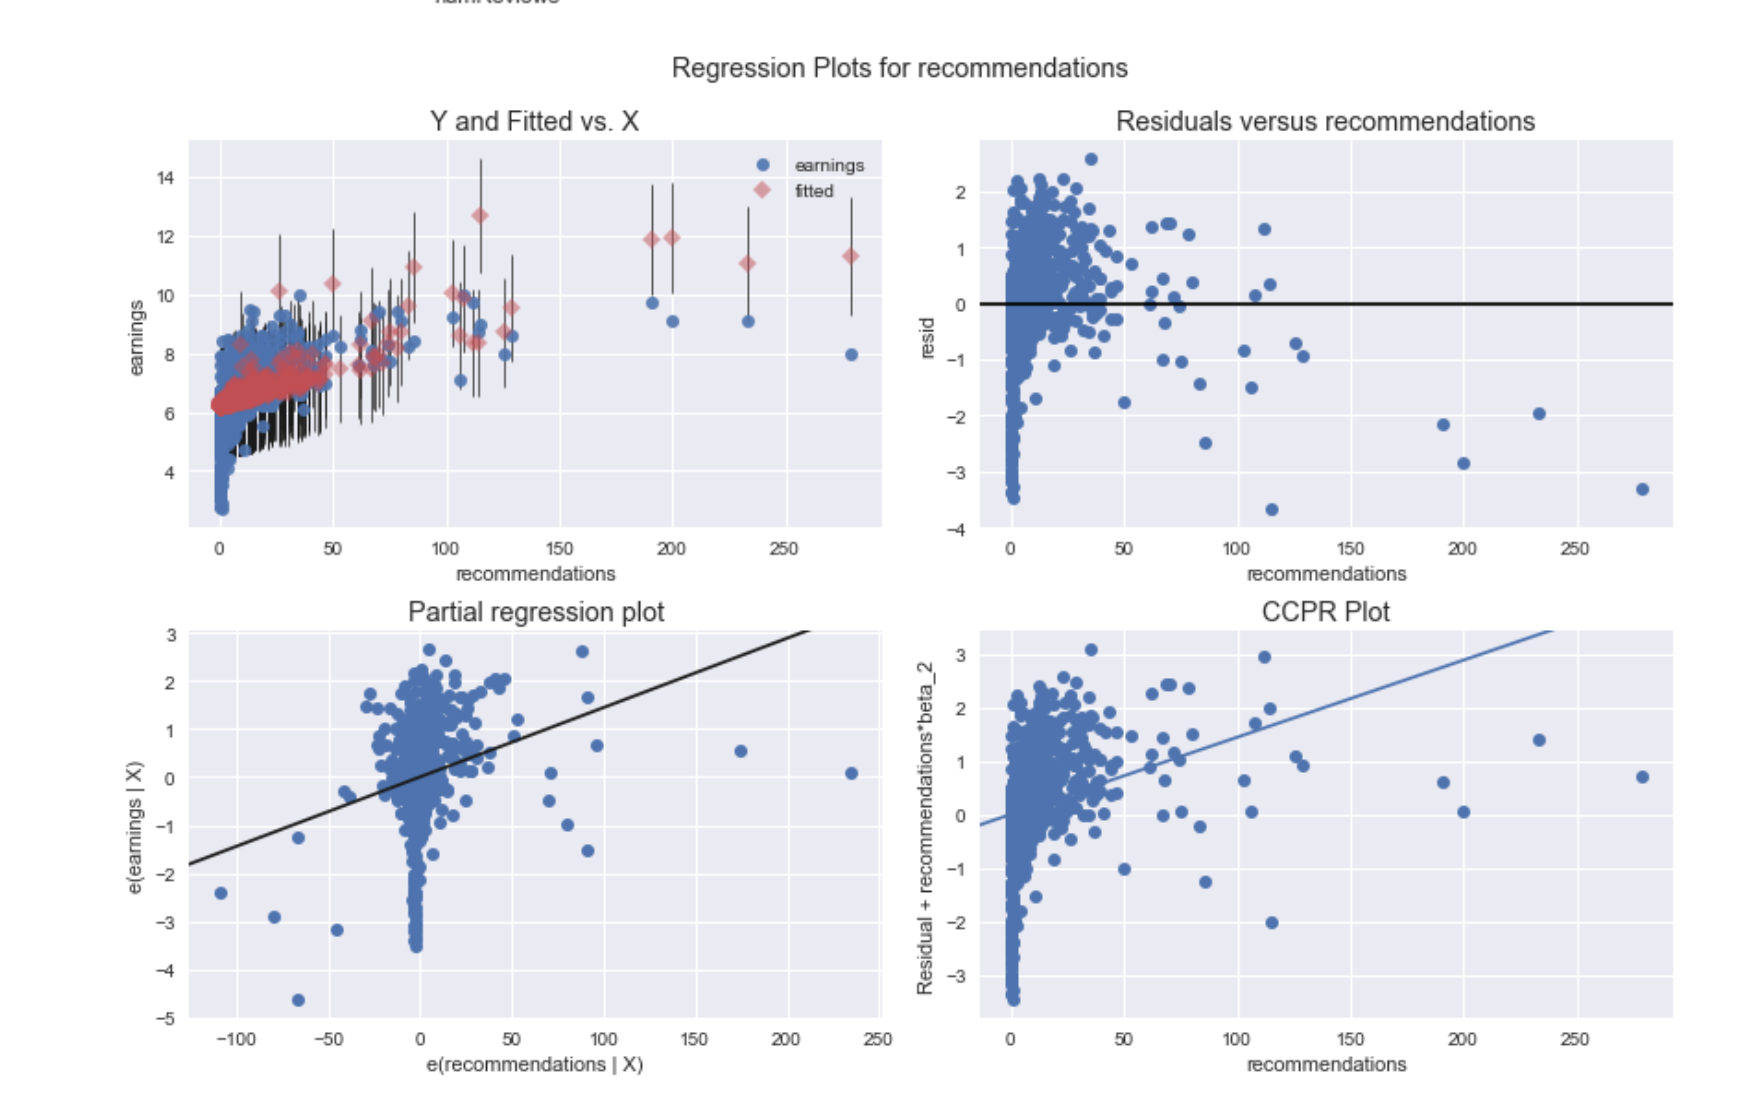 numReviews
Regression Plots for recommendations
Y and Fitted vs. X
earnings
fitted
14
12
10
8
6
4
earnings
0 50 100 150 200 250
recommendations
Residuals versus recommendations
2
1
0
−1
−2
−3
−4
resid
0 50 100 150 200 250
recommendations
Partial regression plot
3
2
1
0
−1
−2
−3
−4
−5
e(earnings | X)
−100 −50 0 50 100 150 200 250
e(recommendations | X)
CCPR Plot
3
2
1
0
−1
−2
−3
Residual + recommendations*beta_2
0 50 100 150 200 250
recommendations